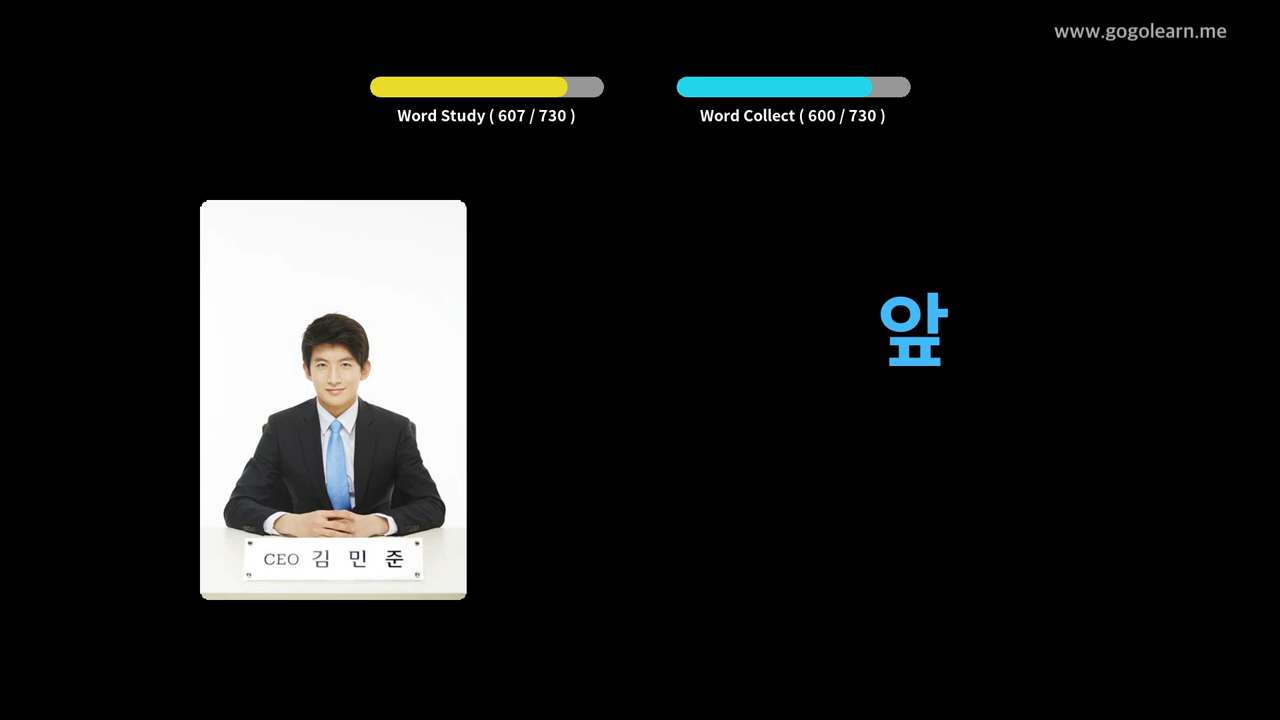 www.gogolearn.me
Word Study ( 607 / 730 )
Word Collect ( 600 / 730 )
앞
CEO 김 민 준